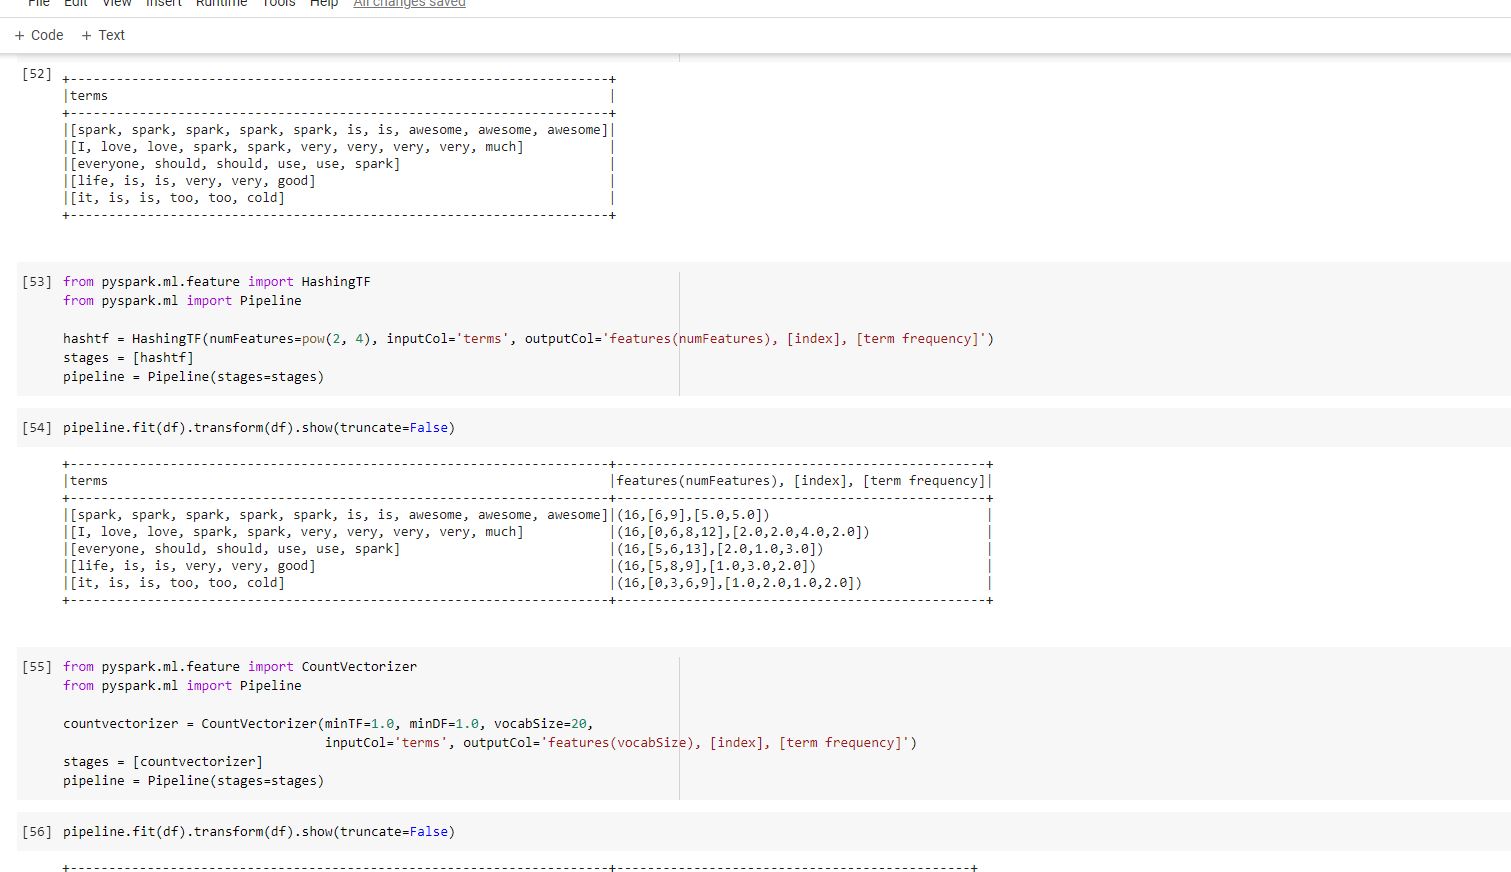 File Edit View Insert Runtime Tools Help All changes saved
+ Code + Text
[52] +----------------------------------------------------------------------+
|terms                                                                 |
+----------------------------------------------------------------------+
|[spark, spark, spark, spark, spark, is, is, awesome, awesome, awesome]|
|[I, love, love, spark, spark, very, very, very, very, much]           |
|[everyone, should, should, use, use, spark]                           |
|[life, is, is, very, very, good]                                      |
|[it, is, is, too, too, cold]                                          |
+----------------------------------------------------------------------+
[53] from pyspark.ml.feature import HashingTF
from pyspark.ml import Pipeline
hashtf = HashingTF(numFeatures=pow(2, 4), inputCol='terms', outputCol='features(numFeatures), [index], [term frequency]')
stages = [hashtf]
pipeline = Pipeline(stages=stages)
[54] pipeline.fit(df).transform(df).show(truncate=False)
+----------------------------------------------------------------------+------------------------------------------------+
|terms                                                                 |features(numFeatures), [index], [term frequency]|
+----------------------------------------------------------------------+------------------------------------------------+
|[spark, spark, spark, spark, spark, is, is, awesome, awesome, awesome]|(16,[6,9],[5.0,5.0])                            |
|[I, love, love, spark, spark, very, very, very, very, much]           |(16,[0,6,8,12],[2.0,2.0,4.0,2.0])               |
|[everyone, should, should, use, use, spark]                           |(16,[5,6,13],[2.0,1.0,3.0])                     |
|[life, is, is, very, very, good]                                      |(16,[5,8,9],[1.0,3.0,2.0])                      |
|[it, is, is, too, too, cold]                                          |(16,[0,3,6,9],[1.0,2.0,1.0,2.0])                |
+----------------------------------------------------------------------+------------------------------------------------+
[55] from pyspark.ml.feature import CountVectorizer
from pyspark.ml import Pipeline
countvectorizer = CountVectorizer(minTF=1.0, minDF=1.0, vocabSize=20,
inputCol='terms', outputCol='features(vocabSize), [index], [term frequency]')
stages = [countvectorizer]
pipeline = Pipeline(stages=stages)
[56] pipeline.fit(df).transform(df).show(truncate=False)
+----------------------------------------------------------------------+----------------------------------------------+